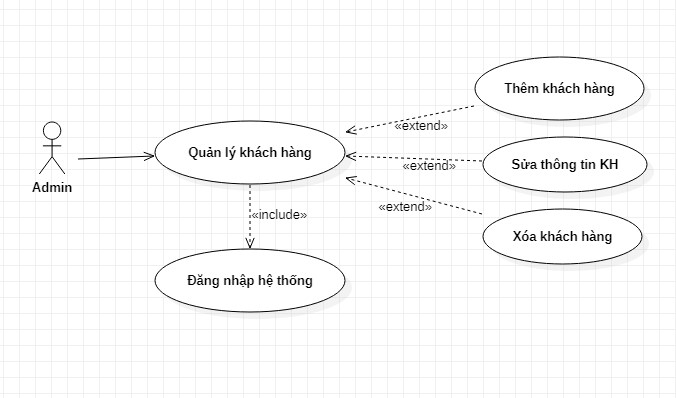 Thêm khách hàng
«extend»
Quản lý khách hàng
Sửa thông tin KH
«extend»
Admin
«extend»
«include»
Xóa khách hàng
Đăng nhập hệ thống